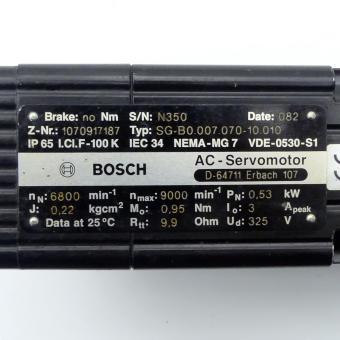 Brake: no Nm S/N: N350 Date: 082
Z-Nr.: 1070917187 Typ: SG-B0.007.070-10.010
IP 65 I.Cl.F-100 K IEC 34 NEMA-MG 7 VDE-0530-S1
BOSCH AC-Servomotor
D-64711 Erbach 107
nN: 6800 min-1 nmax: 9000 min-1 PN: 0,53 kW
J: 0,22 kgcm2 Mo: 0,95 Nm Io: 3 Apeak
Data at 25°C Rtt: 9,9 Ohm Ud: 325 V